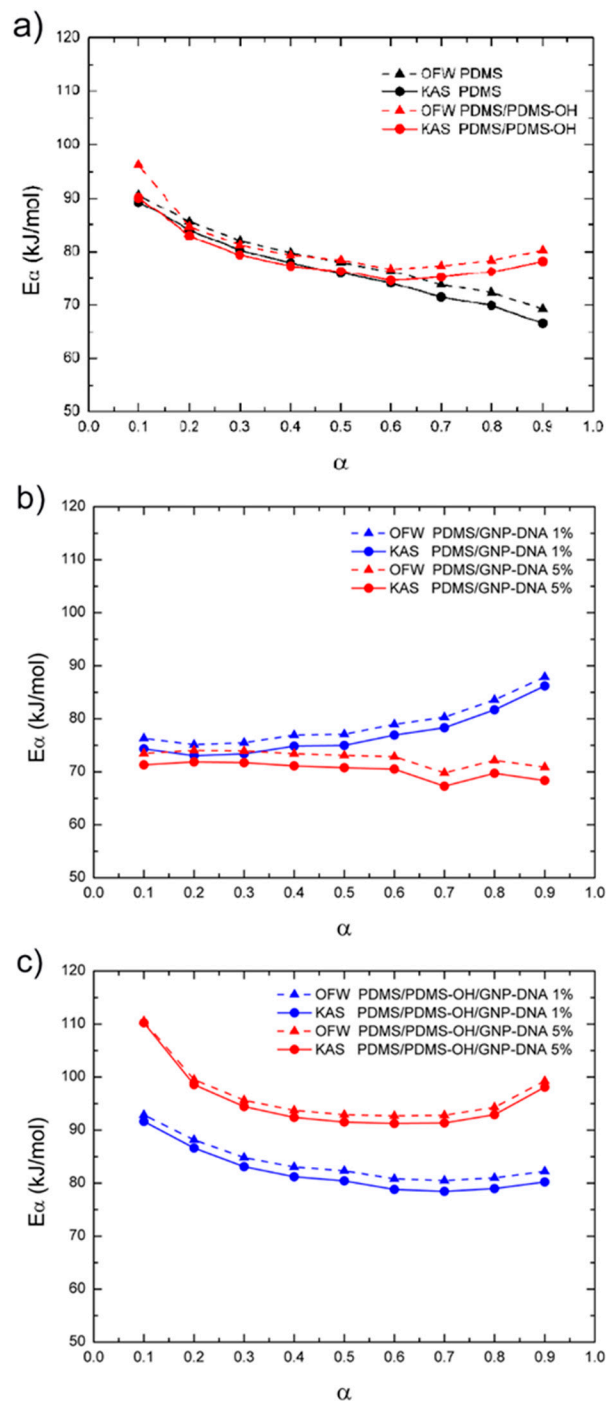 a)
120
110
100
90
80
70
60
50
Eα (kJ/mol)
OFW PDMS
KAS PDMS
OFW PDMS/PDMS-OH
KAS PDMS/PDMS-OH
0.0 0.1 0.2 0.3 0.4 0.5 0.6 0.7 0.8 0.9 1.0
α
b)
120
110
100
90
80
70
60
50
Eα (kJ/mol)
OFW PDMS/GNP-DNA 1%
KAS PDMS/GNP-DNA 1%
OFW PDMS/GNP-DNA 5%
KAS PDMS/GNP-DNA 5%
0.0 0.1 0.2 0.3 0.4 0.5 0.6 0.7 0.8 0.9 1.0
α
c)
120
110
100
90
80
70
60
50
Eα (kJ/mol)
OFW PDMS/PDMS-OH/GNP-DNA 1%
KAS PDMS/PDMS-OH/GNP-DNA 1%
OFW PDMS/PDMS-OH/GNP-DNA 5%
KAS PDMS/PDMS-OH/GNP-DNA 5%
0.0 0.1 0.2 0.3 0.4 0.5 0.6 0.7 0.8 0.9 1.0
α